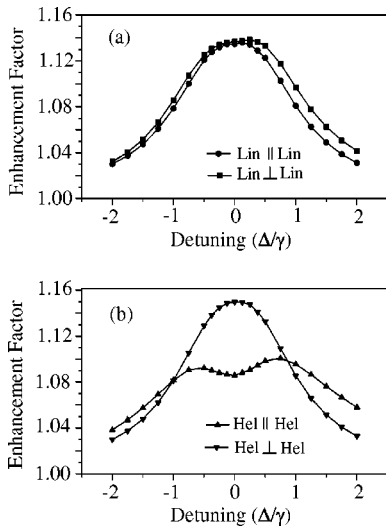 (a)
Enhancement Factor
1.16
1.12
1.08
1.04
1.00
Lin || Lin
Lin ⊥ Lin
-2 -1 0 1 2
Detuning (Δ/γ)
(b)
Enhancement Factor
1.16
1.12
1.08
1.04
1.00
Hel || Hel
Hel ⊥ Hel
-2 -1 0 1 2
Detuning (Δ/γ)